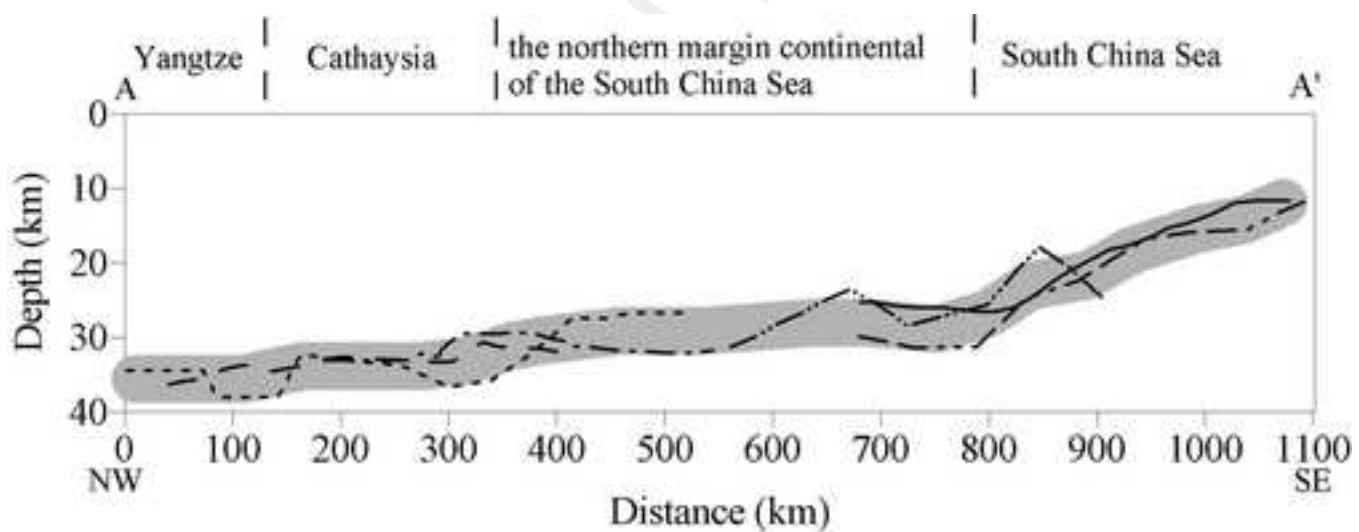 Yangtze
Cathaysia
the northern margin continental
of the South China Sea
South China Sea
A
A'
0
10
20
30
40
Depth (km)
0 100 200 300 400 500 600 700 800 900 1000 1100
NW
SE
Distance (km)